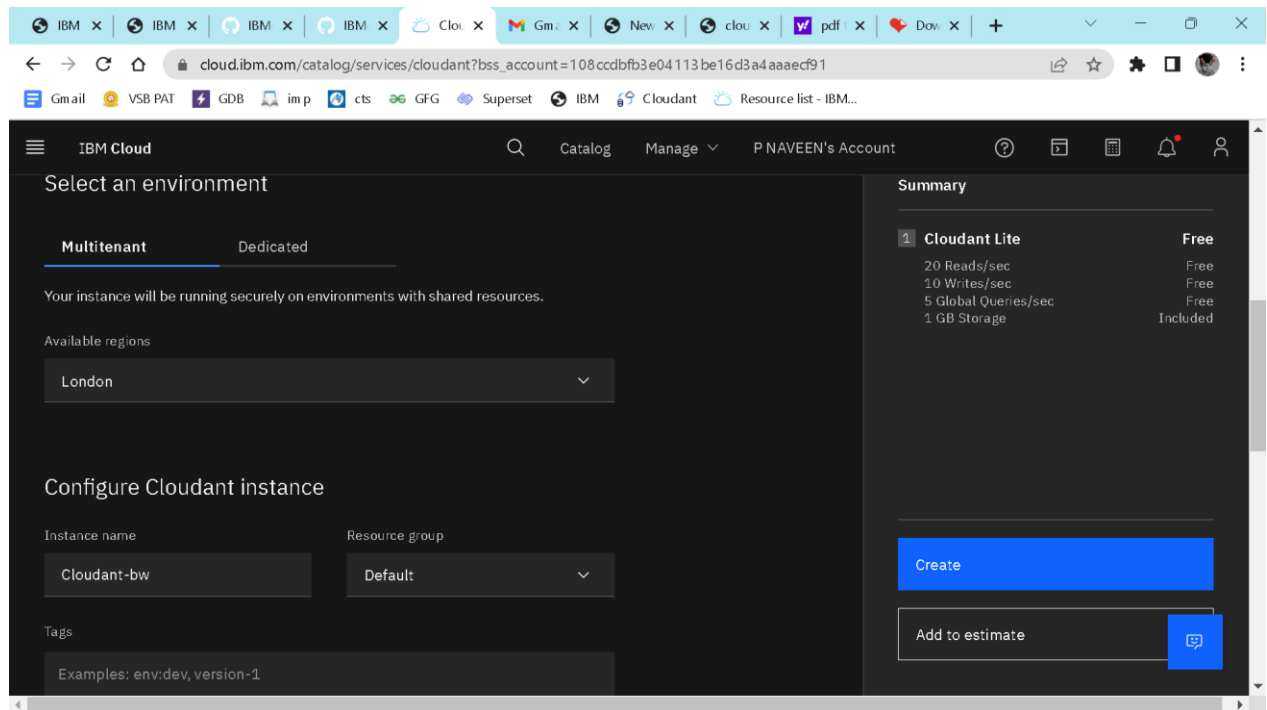 IBM
IBM
IBM
IBM
Clou
Gma
New
clou
pdf t
Dow
cloud.ibm.com/catalog/services/cloudant?bss_account=108ccdbfb3e04113be16d3a4aaaecf91
Gmail VSB PAT GDB imp cts GFG Superset IBM Cloudant Resource list - IBM...
IBM Cloud Catalog Manage P NAVEEN's Account
Select an environment
Multitenant Dedicated
Your instance will be running securely on environments with shared resources.
Available regions
London
Configure Cloudant instance
Instance name Resource group
Cloudant-bw Default
Tags
Examples: env:dev, version-1
Summary
1 Cloudant Lite Free
20 Reads/sec Free
10 Writes/sec Free
5 Global Queries/sec Free
1 GB Storage Included
Create
Add to estimate